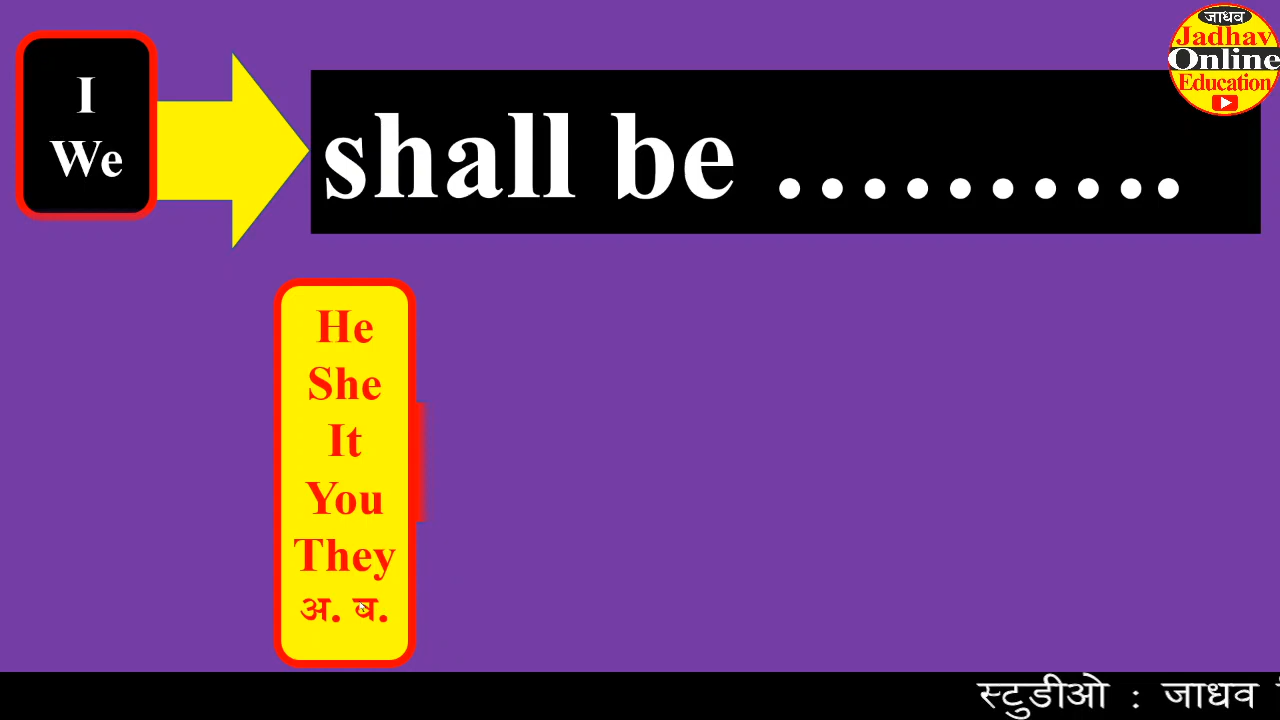 I
We
shall be ..........
जाधव
Jadhav
Online
Education
He
She
It
You
They
अ. ब.
स्टुडीओ : जाधव